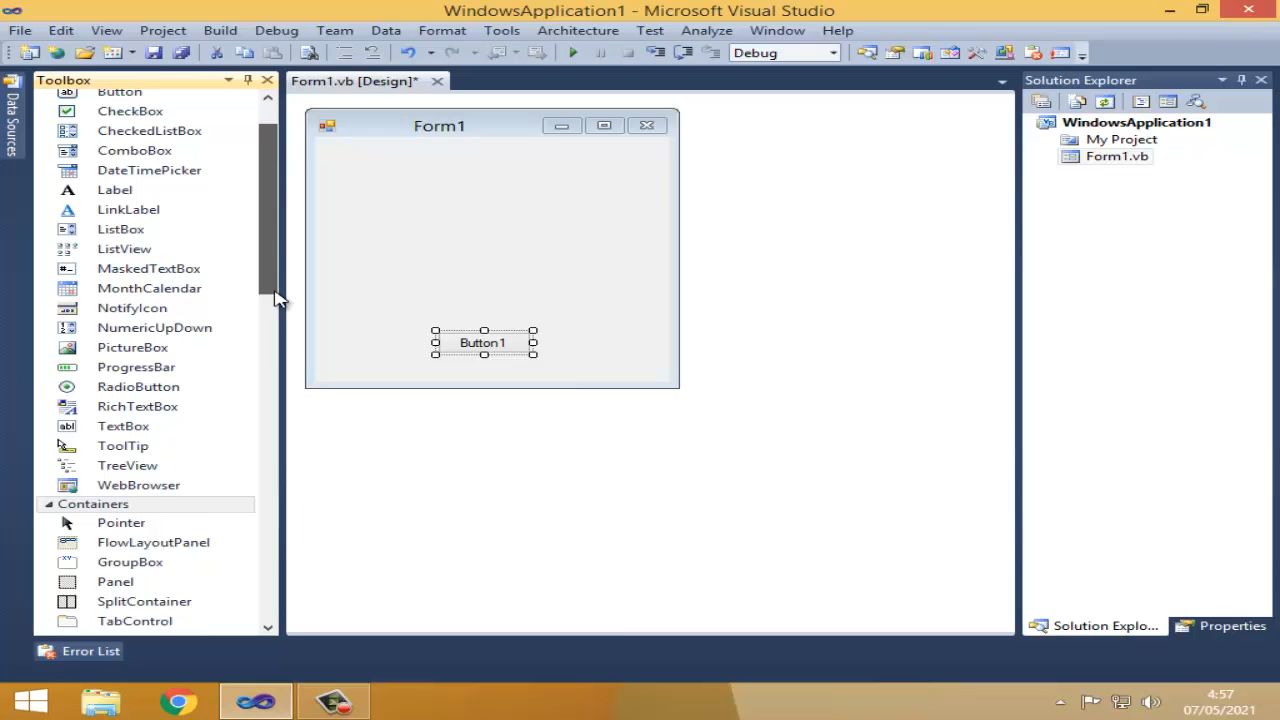 WindowsApplication1 - Microsoft Visual Studio
File Edit View Project Build Debug Team Data Format Tools Architecture Test Analyze Window Help
Debug
Data Sources
Toolbox
Button
CheckBox
CheckedListBox
ComboBox
DateTimePicker
Label
LinkLabel
ListBox
ListView
MaskedTextBox
MonthCalendar
NotifyIcon
NumericUpDown
PictureBox
ProgressBar
RadioButton
RichTextBox
TextBox
ToolTip
TreeView
WebBrowser
Containers
Pointer
FlowLayoutPanel
GroupBox
Panel
SplitContainer
TabControl
Form1.vb [Design]*
Form1
Button1
Solution Explorer
WindowsApplication1
My Project
Form1.vb
Solution Explo... Properties
Error List
4:57
07/05/2021